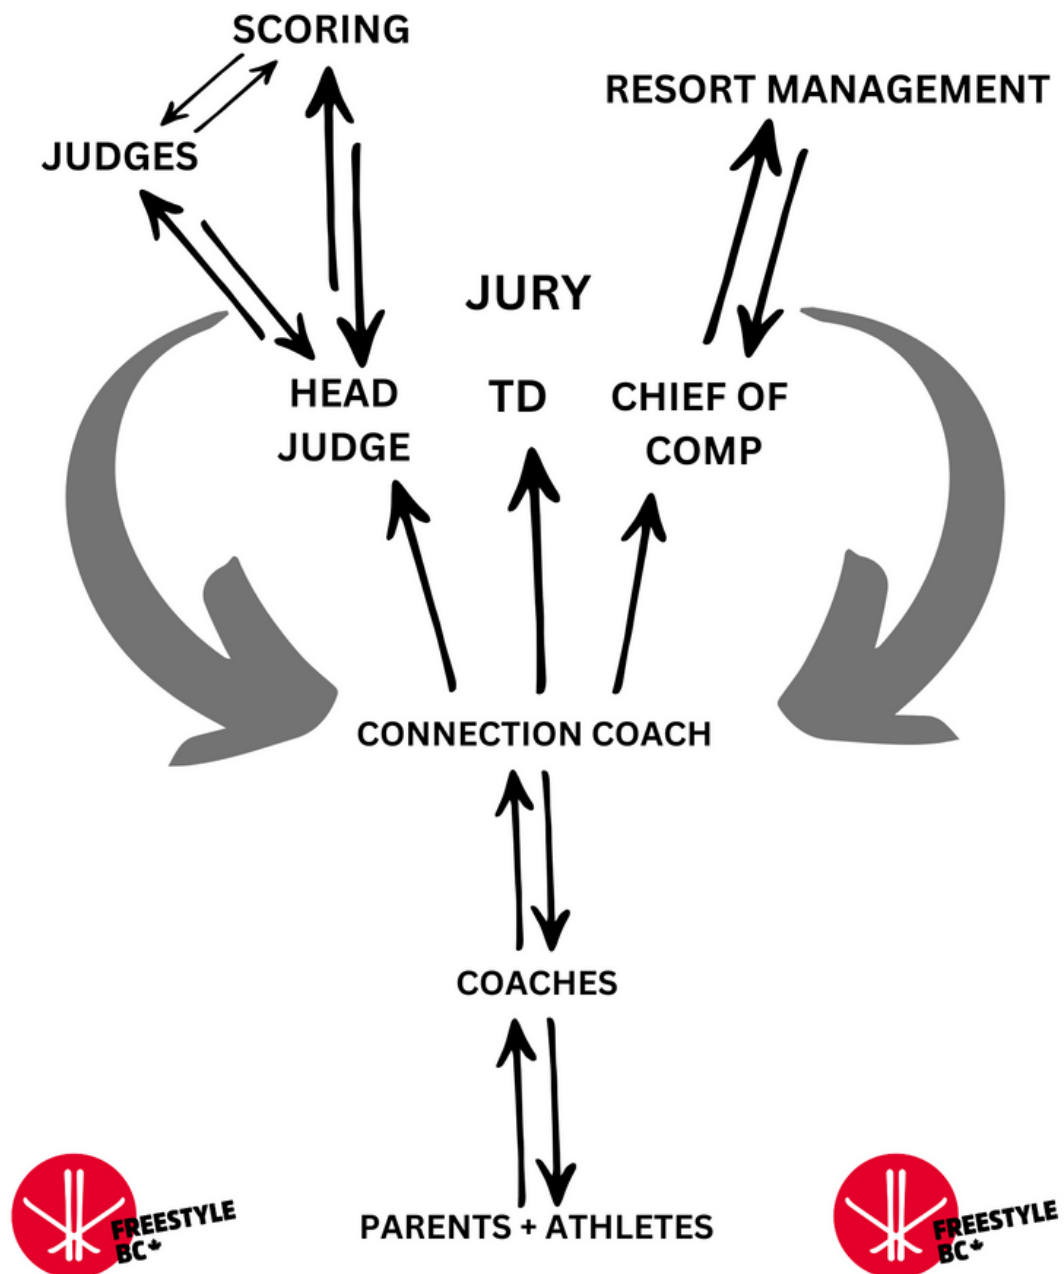 SCORING
RESORT MANAGEMENT
JUDGES
JURY
HEAD
JUDGE
TD
CHIEF OF
COMP
CONNECTION COACH
COACHES
PARENTS + ATHLETES
FREESTYLE
BC
FREESTYLE
BC